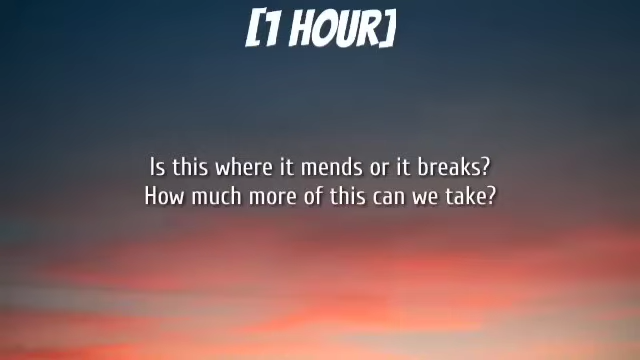 [1 HOUR]
Is this where it mends or it breaks?
How much more of this can we take?